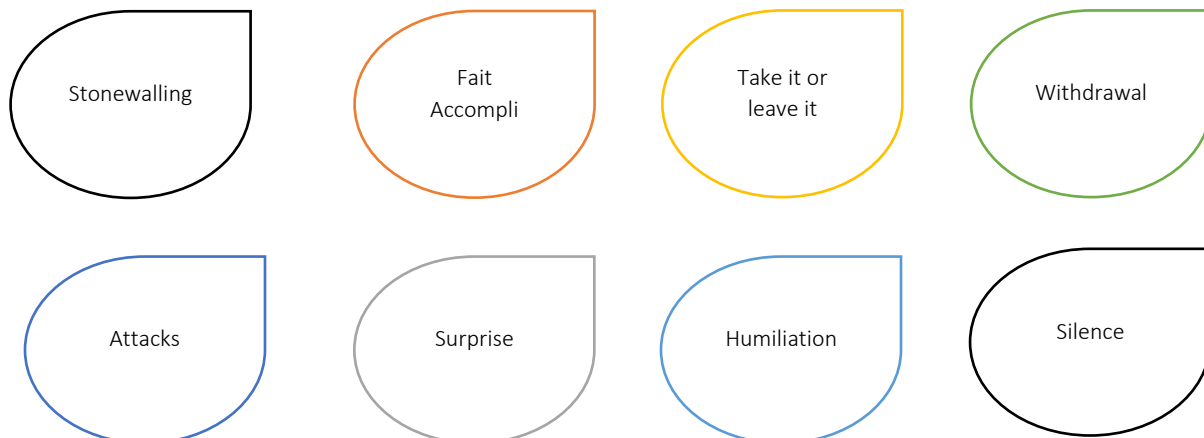 Stonewalling
Fait
Accompli
Take it or
leave it
Withdrawal
Attacks
Surprise
Humiliation
Silence